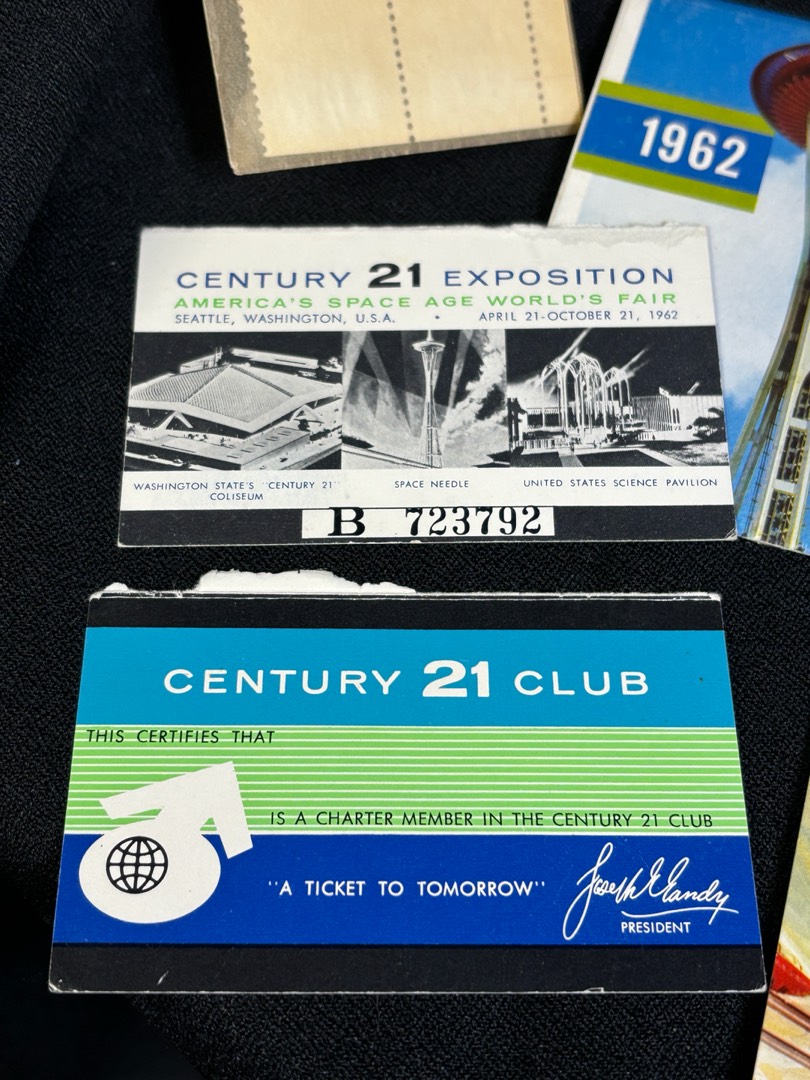 1962
CENTURY 21 EXPOSITION
AMERICA'S SPACE AGE WORLD'S FAIR
SEATTLE, WASHINGTON, U.S.A. • APRIL 21-OCTOBER 21, 1962
WASHINGTON STATE'S "CENTURY 21" COLISEUM
SPACE NEEDLE
UNITED STATES SCIENCE PAVILION
B 723792
CENTURY 21 CLUB
THIS CERTIFIES THAT
IS A CHARTER MEMBER IN THE CENTURY 21 CLUB
"A TICKET TO TOMORROW"
Joseph E Gandy
PRESIDENT